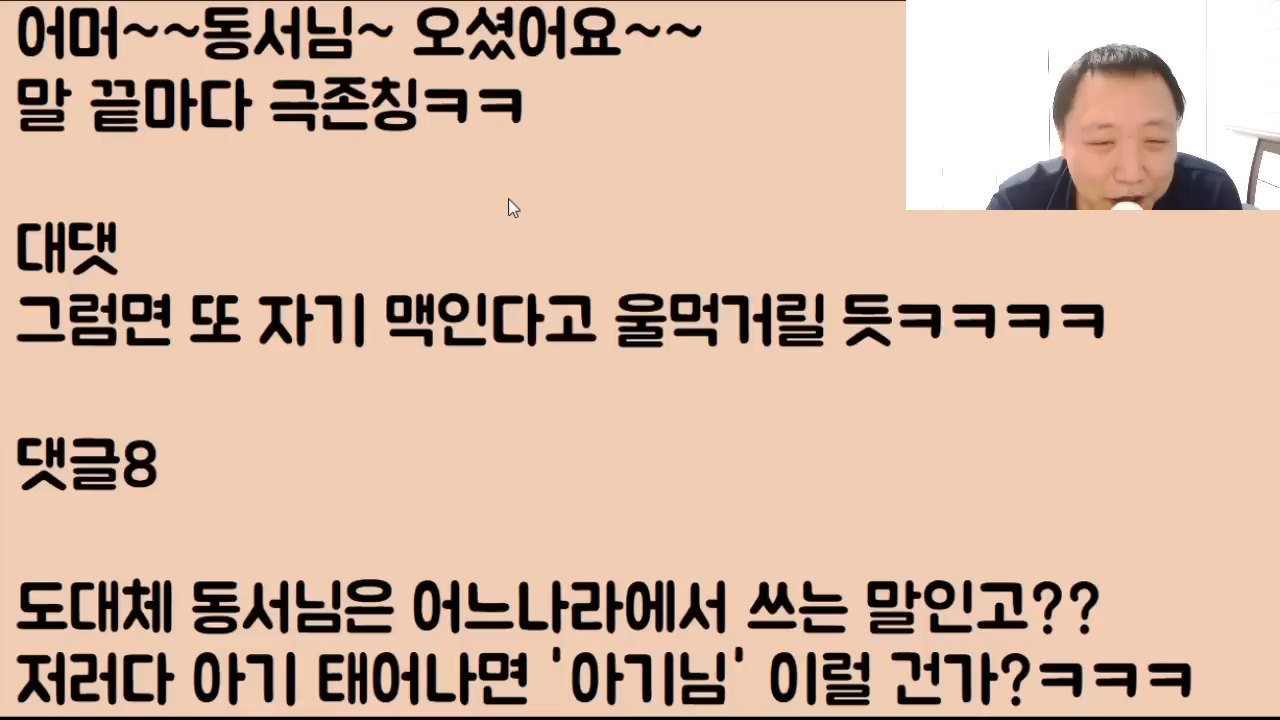 어머~~동서님~ 오셨어요~~
말 끝마다 극존칭ㅋㅋ
대댓
그럼면 또 자기 맥인다고 울먹거릴 듯ㅋㅋㅋㅋ
댓글8
도대체 동서님은 어느나라에서 쓰는 말인고??
저러다 아기 태어나면 '아기님' 이럴 건가?ㅋㅋㅋ